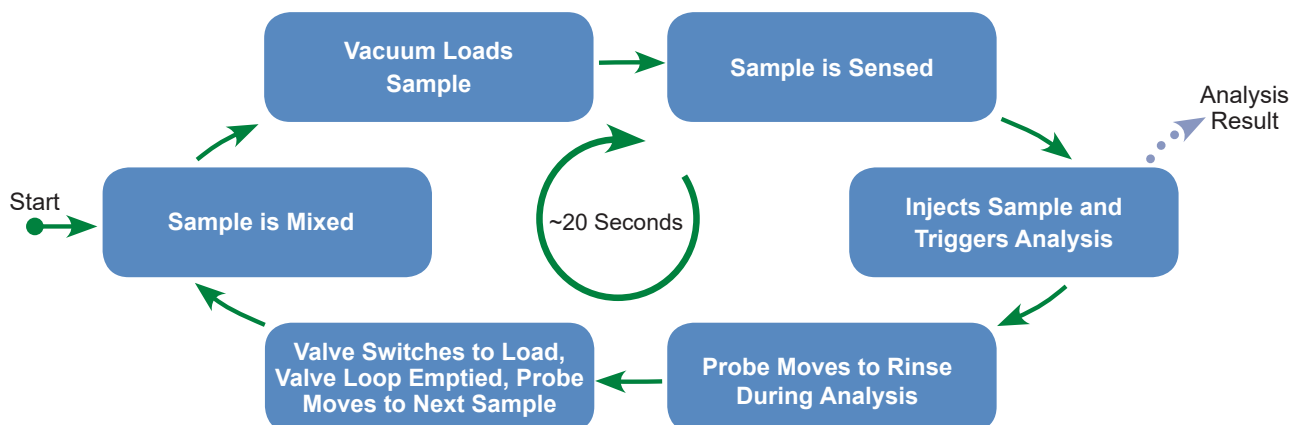 Vacuum Loads
Sample
Sample is Sensed
Analysis
Result
Start
Sample is Mixed
~20 Seconds
Injects Sample and
Triggers Analysis
Valve Switches to Load,
Valve Loop Emptied, Probe
Moves to Next Sample
Probe Moves to Rinse
During Analysis